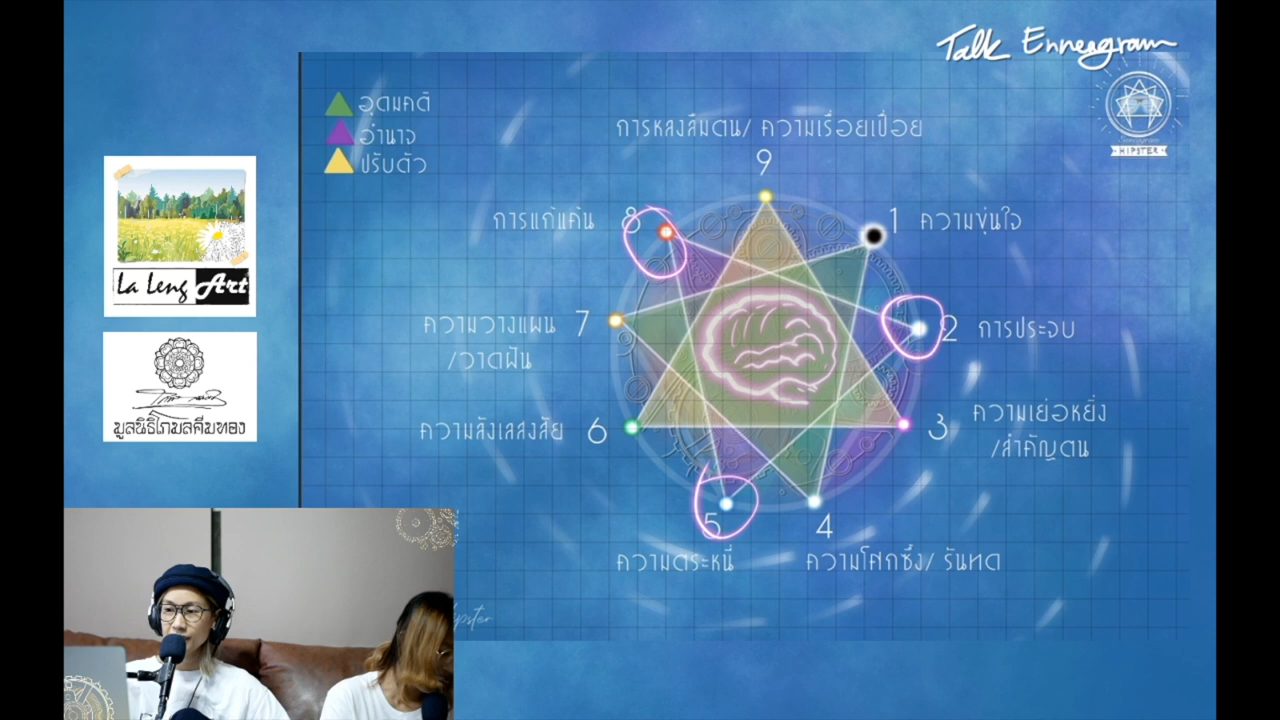 Talk Enneagram
HIPSTER
อุดมคติ
อำนาจ
ปรับตัว
การหลงลืมตน/ ความเรื่อยเปื่อย
9
การแก้แค้น 8
1 ความขุ่นใจ
ความวางแผน 7
/วาดฝัน
2 การประจบ
ความลังเลสงสัย 6
3 ความเย่อหยิ่ง
/สำคัญตน
5
ความตระหนี่
4
ความโศกซึ้ง/ รันทด
La Leng Art
มูลนิธิโกมลคีมทอง